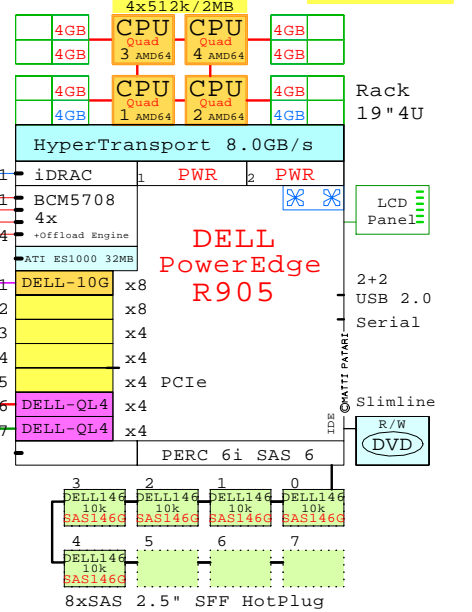 4x512k/2MB
4GB CPU CPU 4GB
Quad Quad
4GB 3 AMD64 4 AMD64 4GB
4GB CPU CPU 4GB
Quad Quad
4GB 1 AMD64 2 AMD64 4GB
Rack
19"4U
HyperTransport 8.0GB/s
1 iDRAC 1 PWR 2 PWR
1 BCM5708
4x
4 +Offload Engine
ATI ES1000 32MB
LCD
Panel
DELL
PowerEdge
R905
1 DELL-10G x8
2 x8
3 x4
4 x4
5 x4 PCIe
6 DELL-QL4 x4
7 DELL-QL4 x4
2+2
USB 2.0
Serial
©MATTI PATARI
IDE
Slimline
R/W
DVD
PERC 6i SAS 6
3 2 1 0
DELL146 DELL146 DELL146 DELL146
10k 10k 10k 10k
SAS146G SAS146G SAS146G SAS146G
4 5 6 7
DELL146
10k
SAS146G
8xSAS 2.5" SFF HotPlug